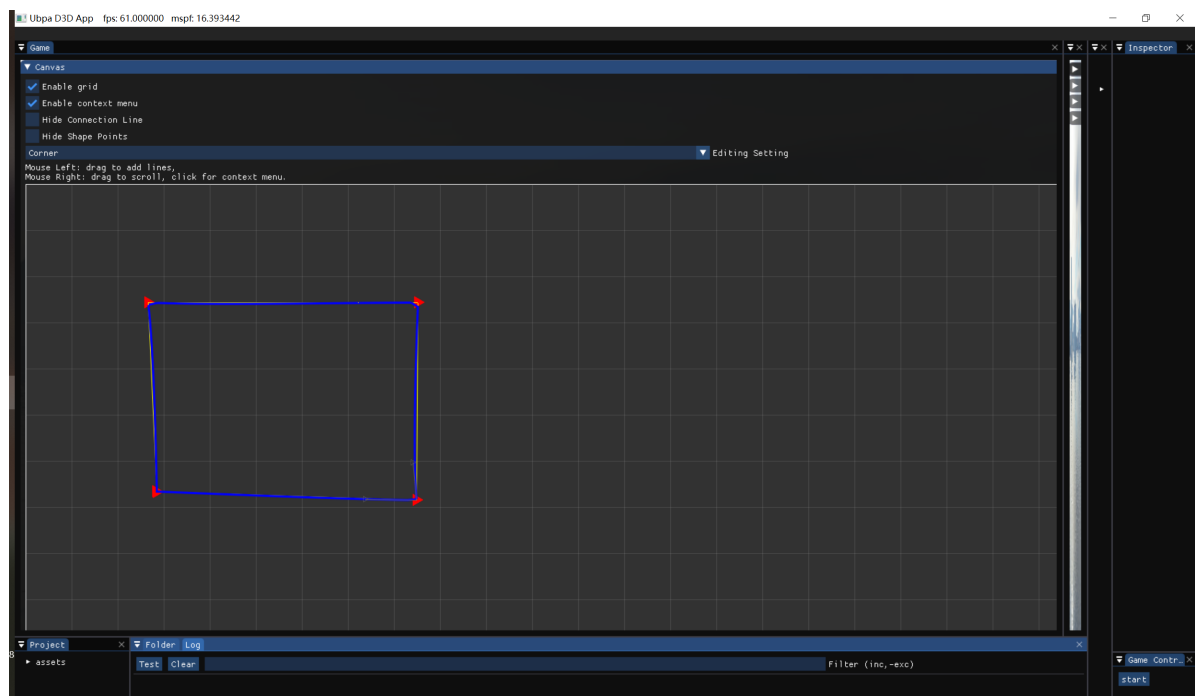 Ubpa D3D App fps: 61.000000 mspf: 16.393442
Game
Inspector
Canvas
Enable grid
Enable context menu
Hide Connection Line
Hide Shape Points
Corner
Editing Setting
Mouse Left: drag to add lines,
Mouse Right: drag to scroll, click for context menu.
Project
Folder Log
assets
Test Clear
Filter (inc,-exc)
Game Contr…
start
8